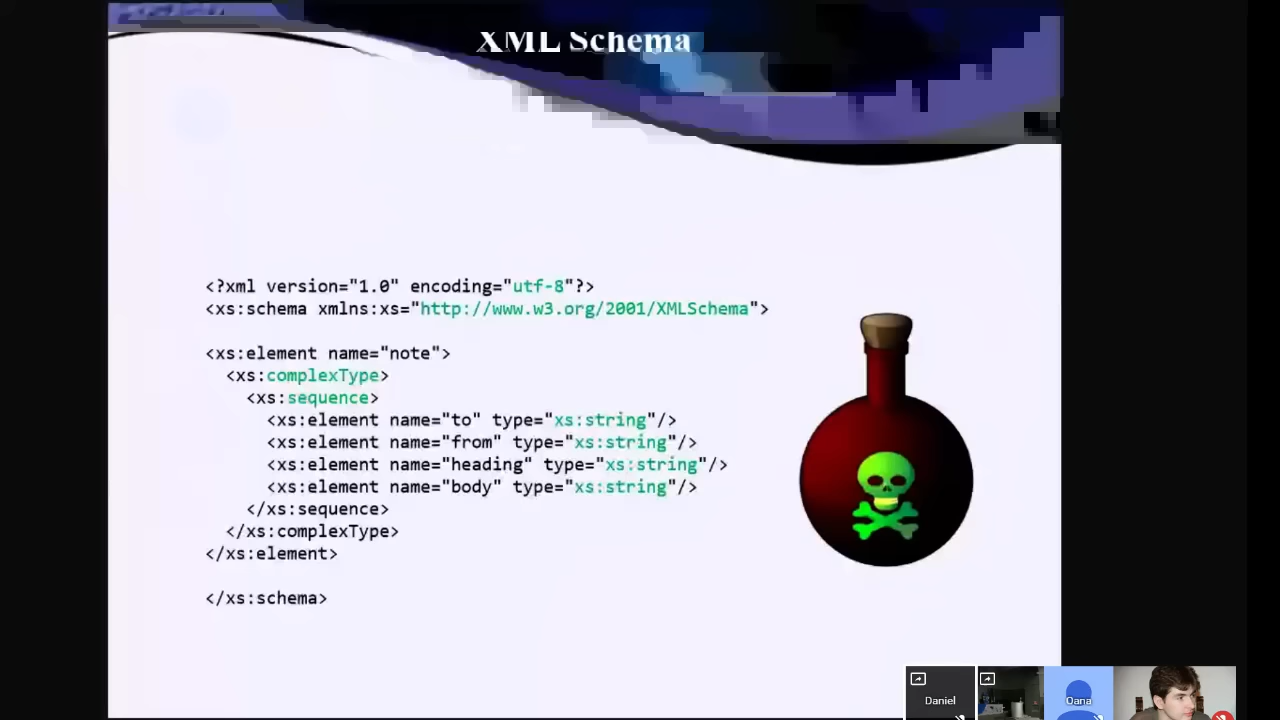 XML Schema
<?xml version="1.0" encoding="utf-8"?>
<xs:schema xmlns:xs="http://www.w3.org/2001/XMLSchema">
<xs:element name="note">
<xs:complexType>
<xs:sequence>
<xs:element name="to" type="xs:string"/>
<xs:element name="from" type="xs:string"/>
<xs:element name="heading" type="xs:string"/>
<xs:element name="body" type="xs:string"/>
</xs:sequence>
</xs:complexType>
</xs:element>
</xs:schema>
Daniel
Oana